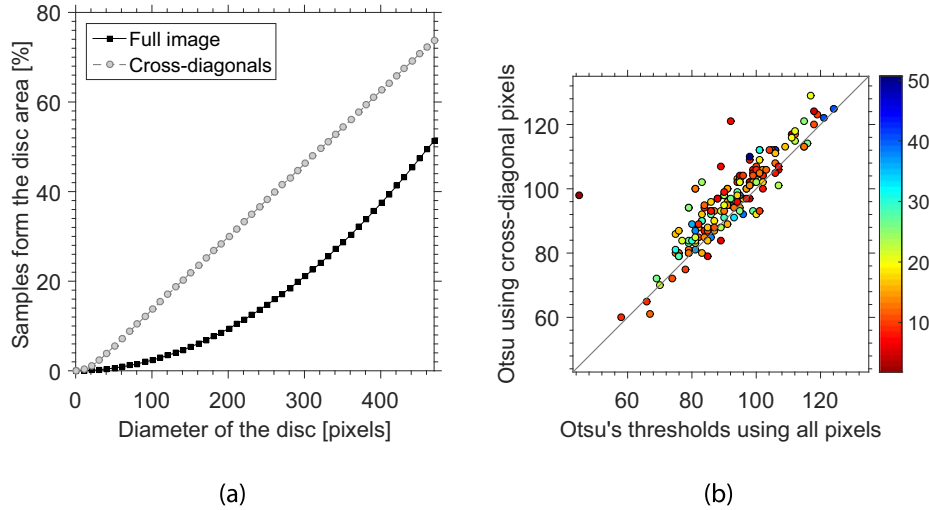 80
60
40
20
0
Samples form the disc area [%]
Full image
Cross-diagonals
0 100 200 300 400
Diameter of the disc [pixels]
(a)
120
100
80
60
Otsu using cross-diagonal pixels
60 80 100 120
Otsu's thresholds using all pixels
50
40
30
20
10
(b)